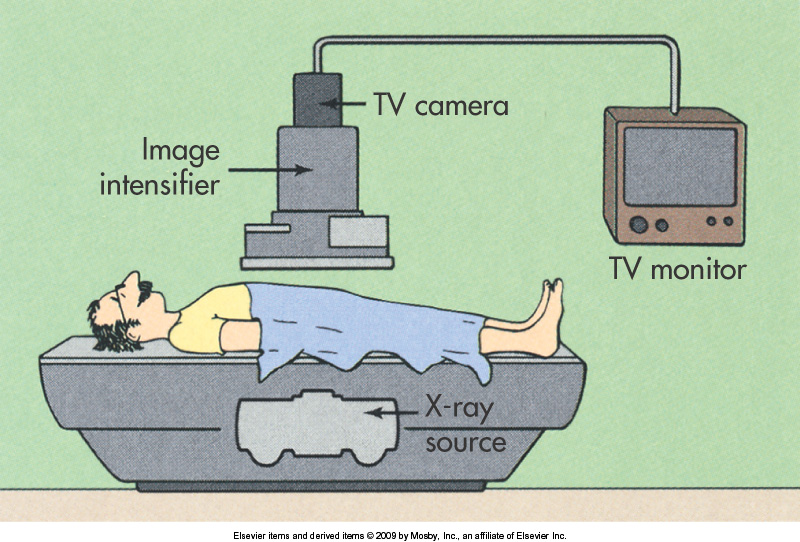 TV camera
Image
intensifier
TV monitor
X-ray
source
Elsevier items and derived items © 2009 by Mosby, Inc., an affiliate of Elsevier Inc.